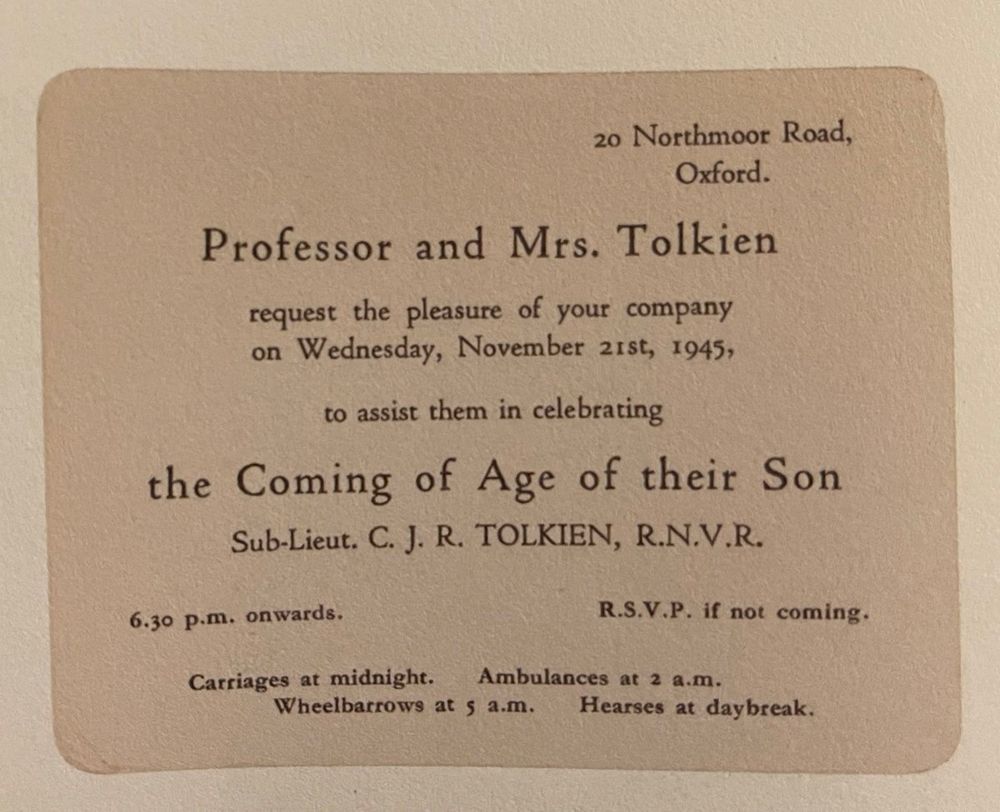 20 Northmoor Road,
Oxford.
Professor and Mrs. Tolkien
request the pleasure of your company
on Wednesday, November 21st, 1945,
to assist them in celebrating
the Coming of Age of their Son
Sub-Lieut. C. J. R. TOLKIEN, R.N.V.R.
6.30 p.m. onwards. R.S.V.P. if not coming.
Carriages at midnight. Ambulances at 2 a.m.
Wheelbarrows at 5 a.m. Hearses at daybreak.